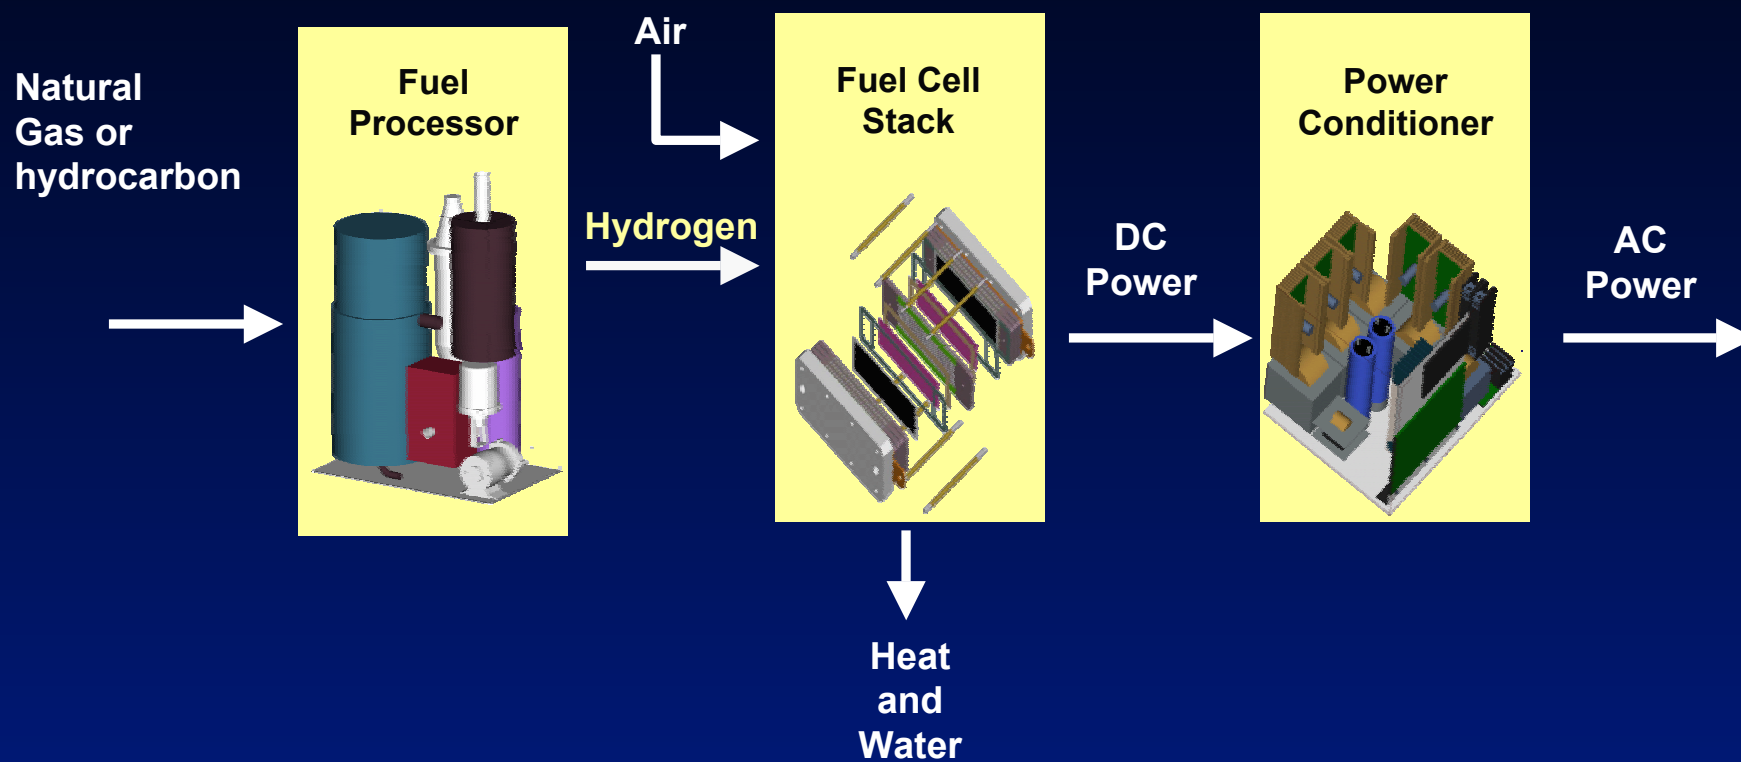 Natural
Gas or
hydrocarbon
Fuel
Processor
Air
Hydrogen
Fuel Cell
Stack
Heat
and
Water
DC
Power
Power
Conditioner
AC
Power